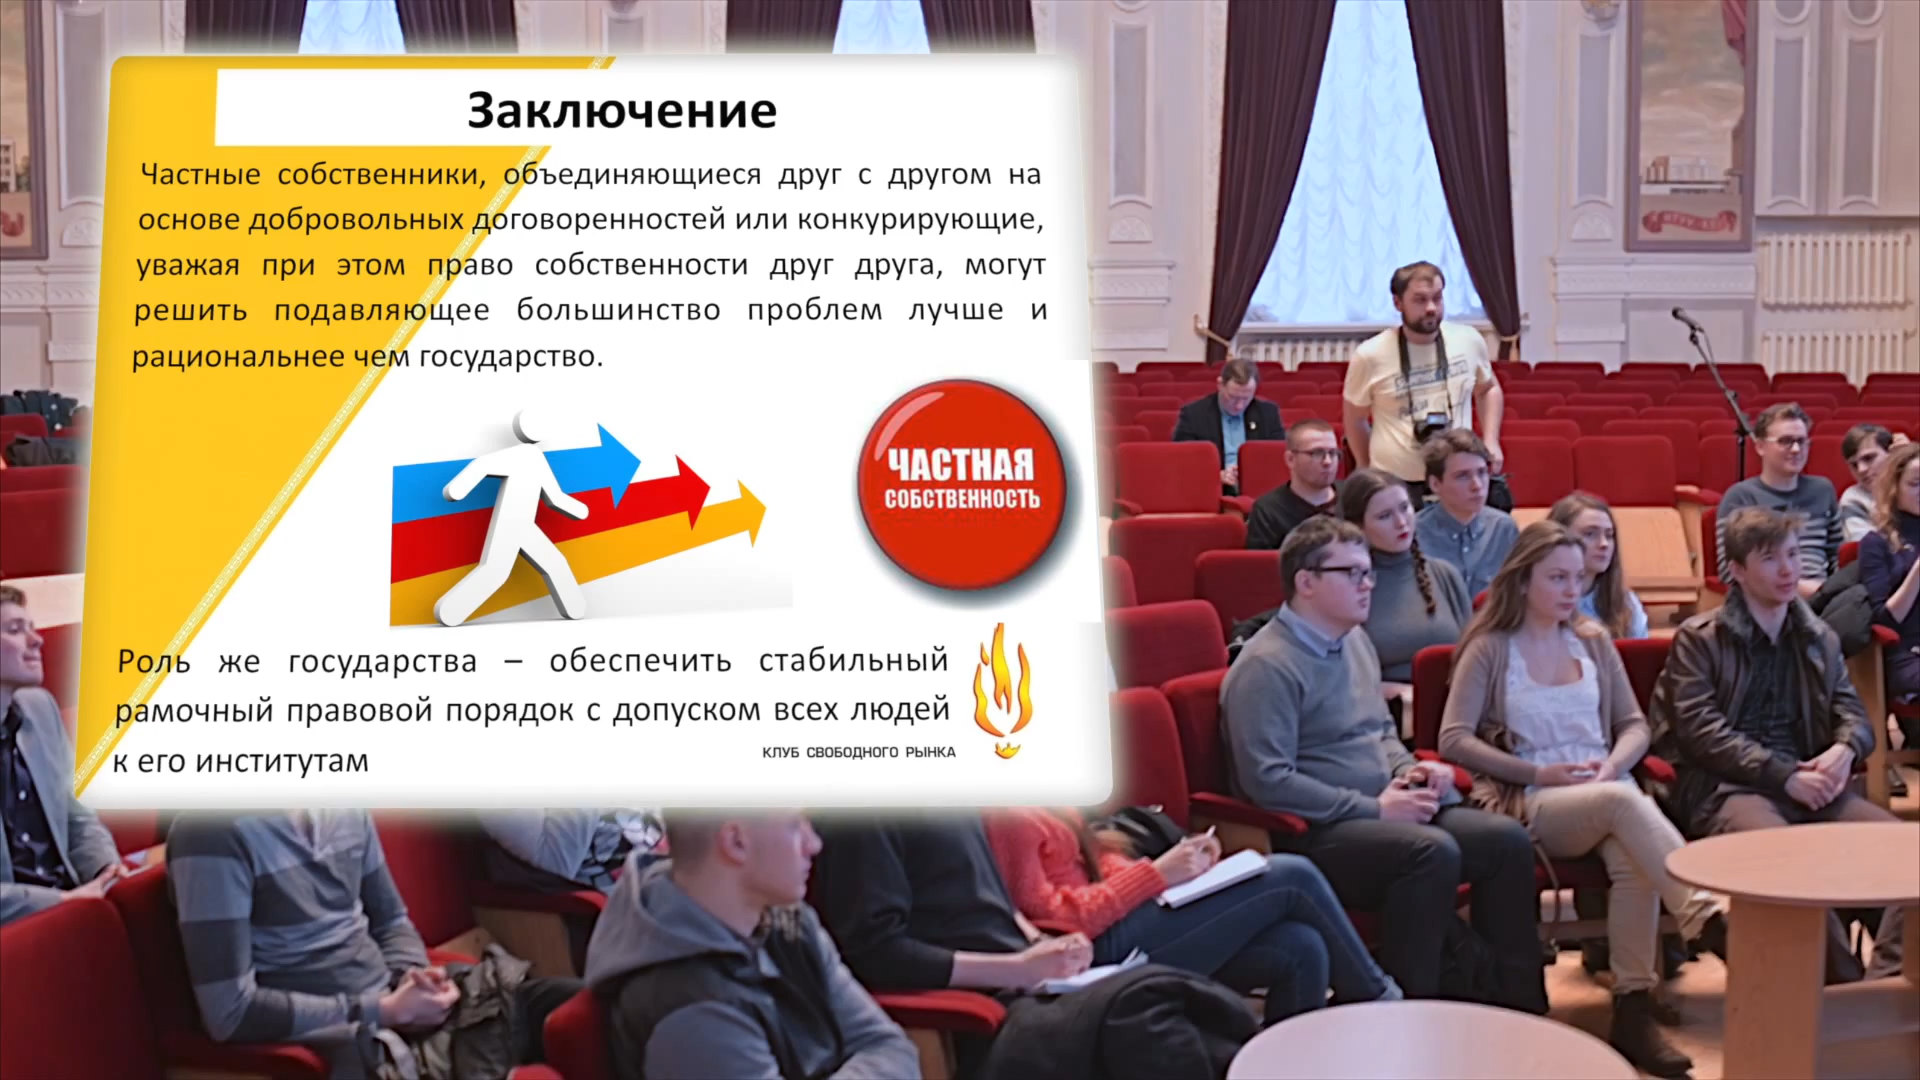 Заключение
Частные собственники, объединяющиеся друг с другом на
основе добровольных договоренностей или конкурирующие,
уважая при этом право собственности друг друга, могут
решить подавляющее большинство проблем лучше и
рациональнее чем государство.
ЧАСТНАЯ
СОБСТВЕННОСТЬ
Роль же государства – обеспечить стабильный
рамочный правовой порядок с допуском всех людей
к его институтам
КЛУБ СВОБОДНОГО РЫНКА